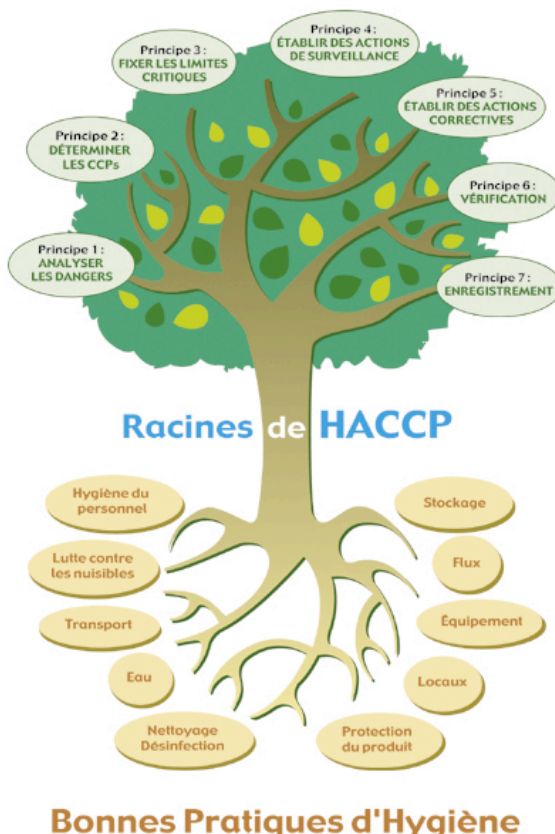 Principe 4 :
ÉTABLIR DES ACTIONS
DE SURVEILLANCE
Principe 3 :
FIXER LES LIMITES
CRITIQUES
Principe 5 :
ÉTABLIR DES ACTIONS
CORRECTIVES
Principe 2 :
DÉTERMINER
LES CCPs
Principe 6 :
VÉRIFICATION
Principe 1 :
ANALYSER
LES DANGERS
Principe 7 :
ENREGISTREMENT
Racines de HACCP
Hygiène du
personnel
Stockage
Lutte contre
les nuisibles
Flux
Transport
Équipement
Eau
Locaux
Nettoyage
Désinfection
Protection
du produit
Bonnes Pratiques d'Hygiène